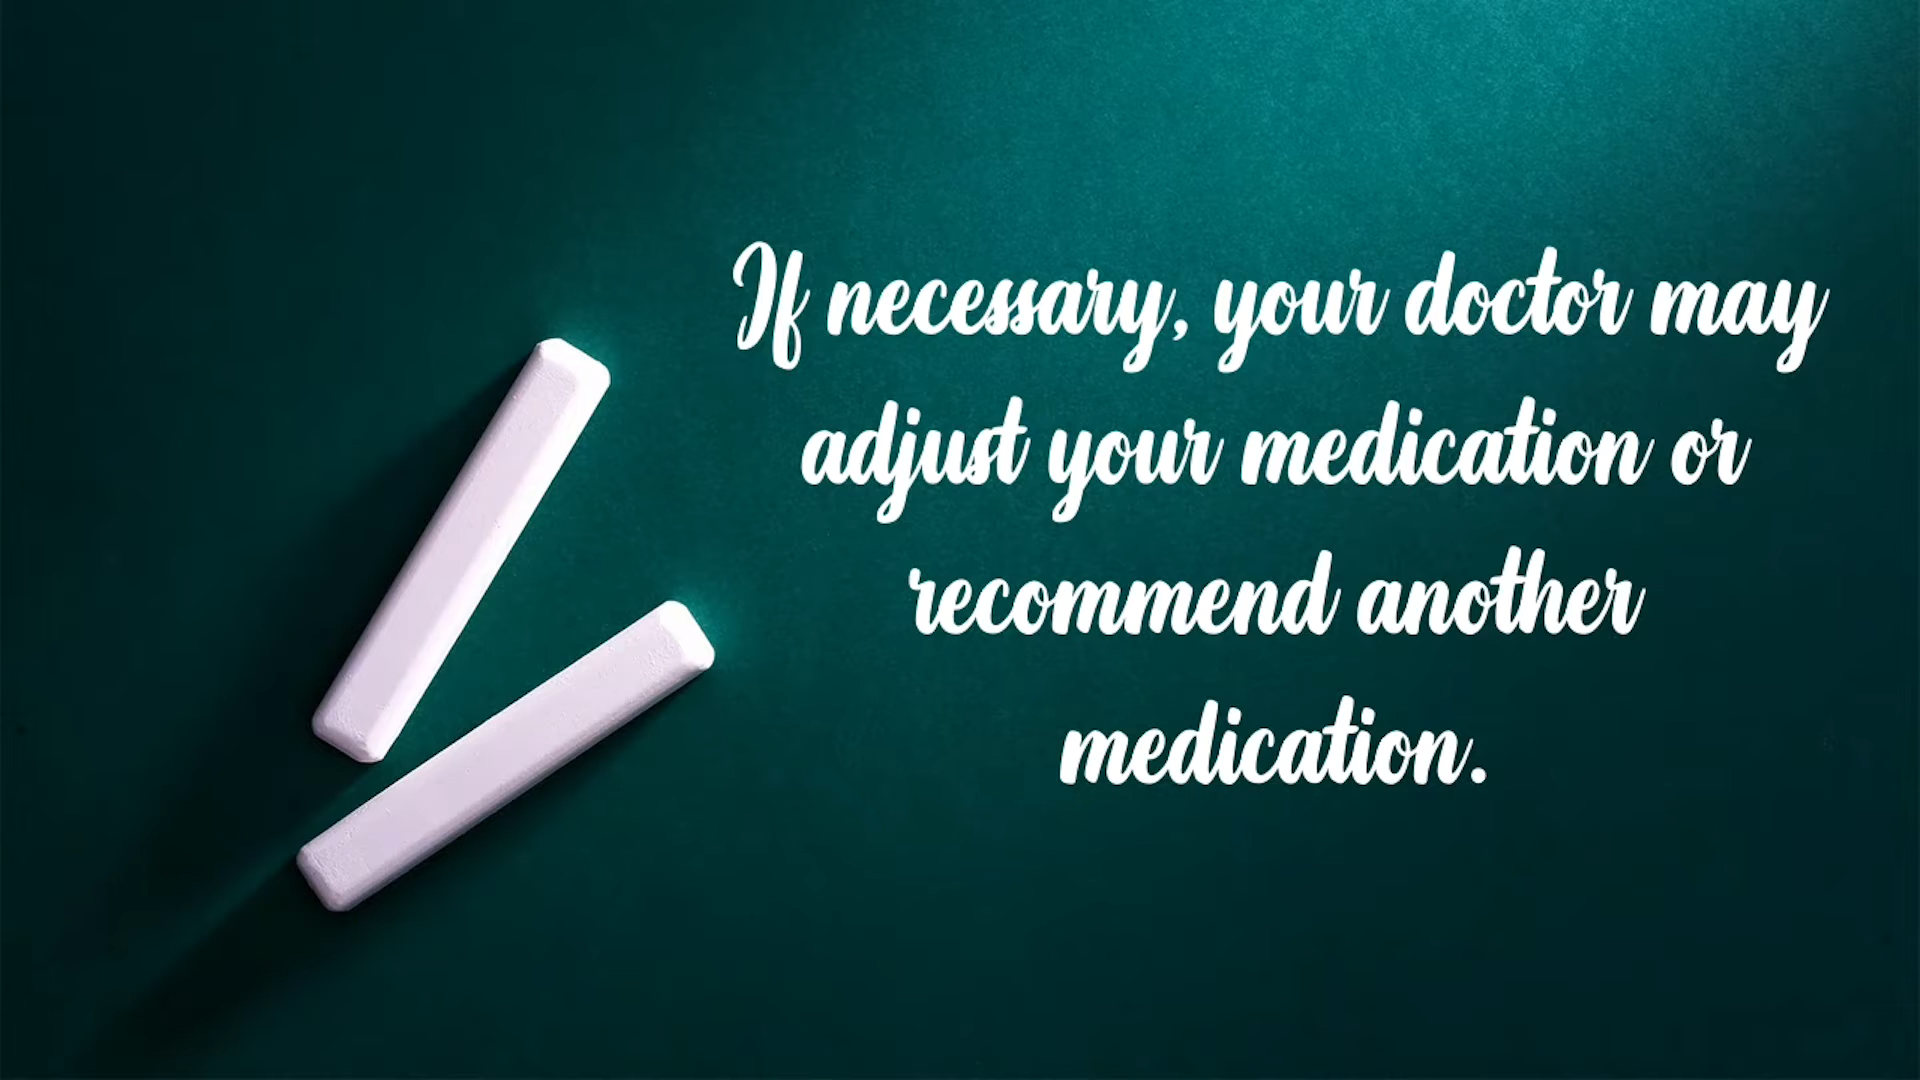 If necessary, your doctor may
adjust your medication or
recommend another
medication.